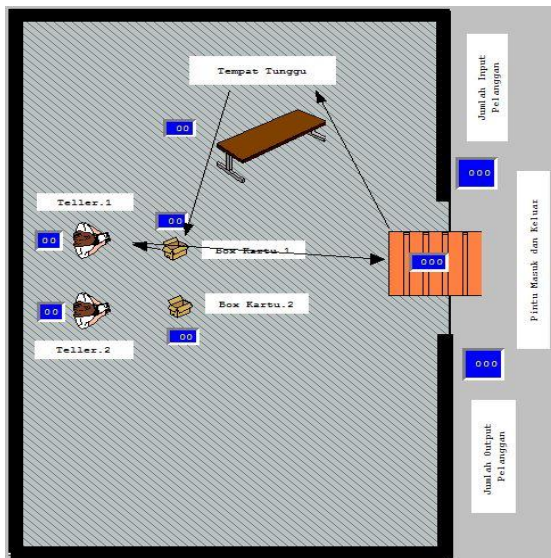 Tempat Tunggu
00
Teller.1
00
00
Box Kartu.1
000
00
Box Kartu.2
00
Teller.2
Jumlah Input
Pelanggan
000
Pintu Masuk dan Keluar
000
Jumlah Output
Pelanggan